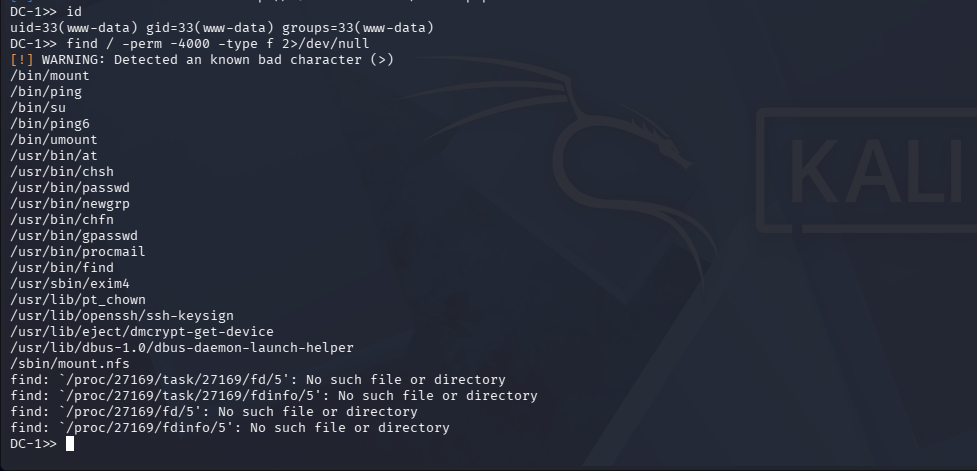 DC-1>> id
uid=33(www-data) gid=33(www-data) groups=33(www-data)
DC-1>> find / -perm -4000 -type f 2>/dev/null
[!] WARNING: Detected an known bad character (>)
/bin/mount
/bin/ping
/bin/su
/bin/ping6
/bin/umount
/usr/bin/at
/usr/bin/chsh
/usr/bin/passwd
/usr/bin/newgrp
/usr/bin/chfn
/usr/bin/gpasswd
/usr/bin/procmail
/usr/bin/find
/usr/sbin/exim4
/usr/lib/pt_chown
/usr/lib/openssh/ssh-keysign
/usr/lib/eject/dmcrypt-get-device
/usr/lib/dbus-1.0/dbus-daemon-launch-helper
/sbin/mount.nfs
find: `/proc/27169/task/27169/fd/5': No such file or directory
find: `/proc/27169/task/27169/fdinfo/5': No such file or directory
find: `/proc/27169/fd/5': No such file or directory
find: `/proc/27169/fdinfo/5': No such file or directory
DC-1>>
KALI